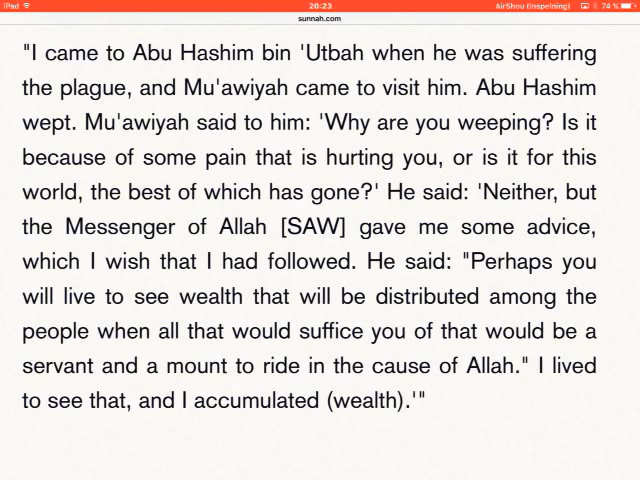 iPad 20:23 AirShou (Inspelning) 74 %
sunnah.com
"I came to Abu Hashim bin 'Utbah when he was suffering
the plague, and Mu'awiyah came to visit him. Abu Hashim
wept. Mu'awiyah said to him: 'Why are you weeping? Is it
because of some pain that is hurting you, or is it for this
world, the best of which has gone?' He said: 'Neither, but
the Messenger of Allah [SAW] gave me some advice,
which I wish that I had followed. He said: "Perhaps you
will live to see wealth that will be distributed among the
people when all that would suffice you of that would be a
servant and a mount to ride in the cause of Allah." I lived
to see that, and I accumulated (wealth).'"